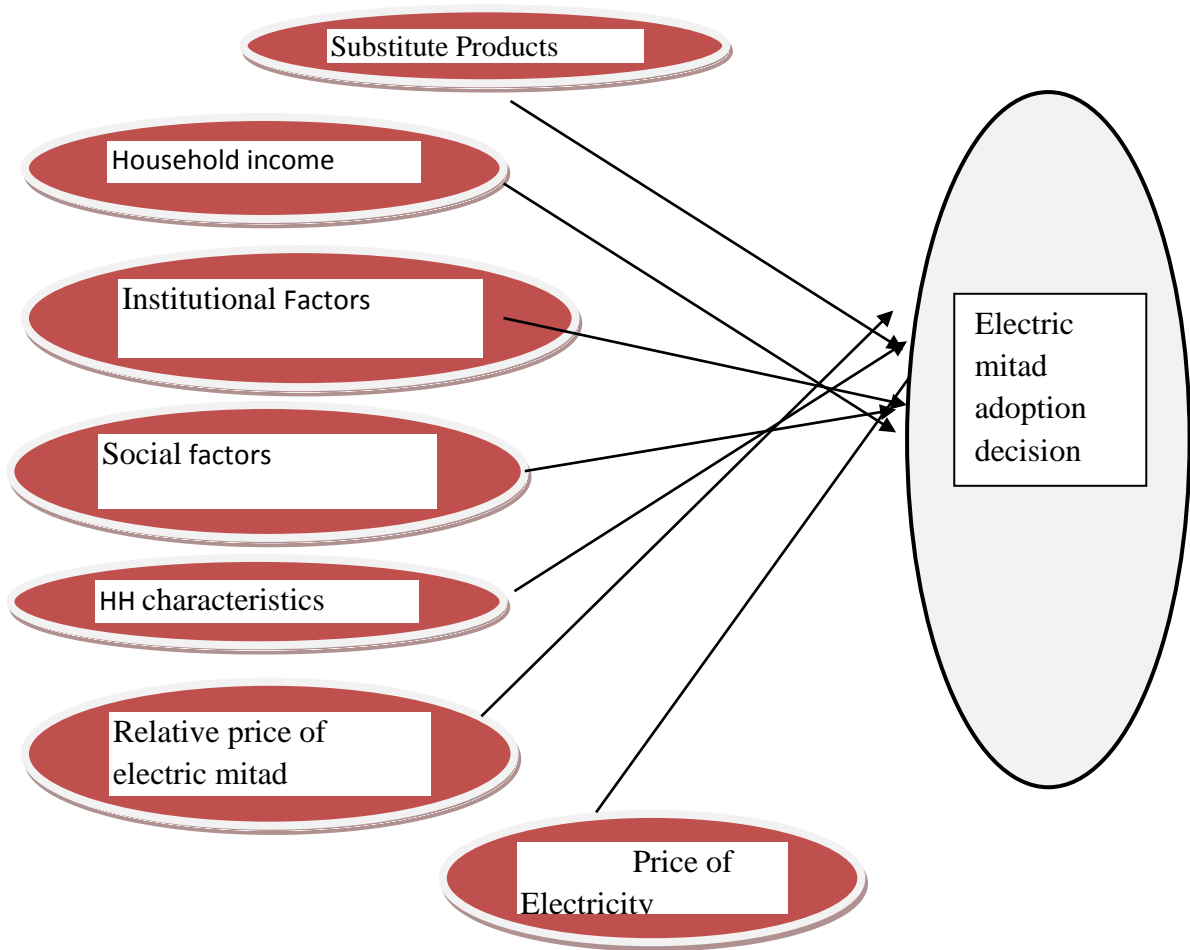 Substitute Products
Household income
Institutional Factors
Social factors
HH characteristics
Relative price of
electric mitad
Price of
Electricity
Electric
mitad
adoption
decision